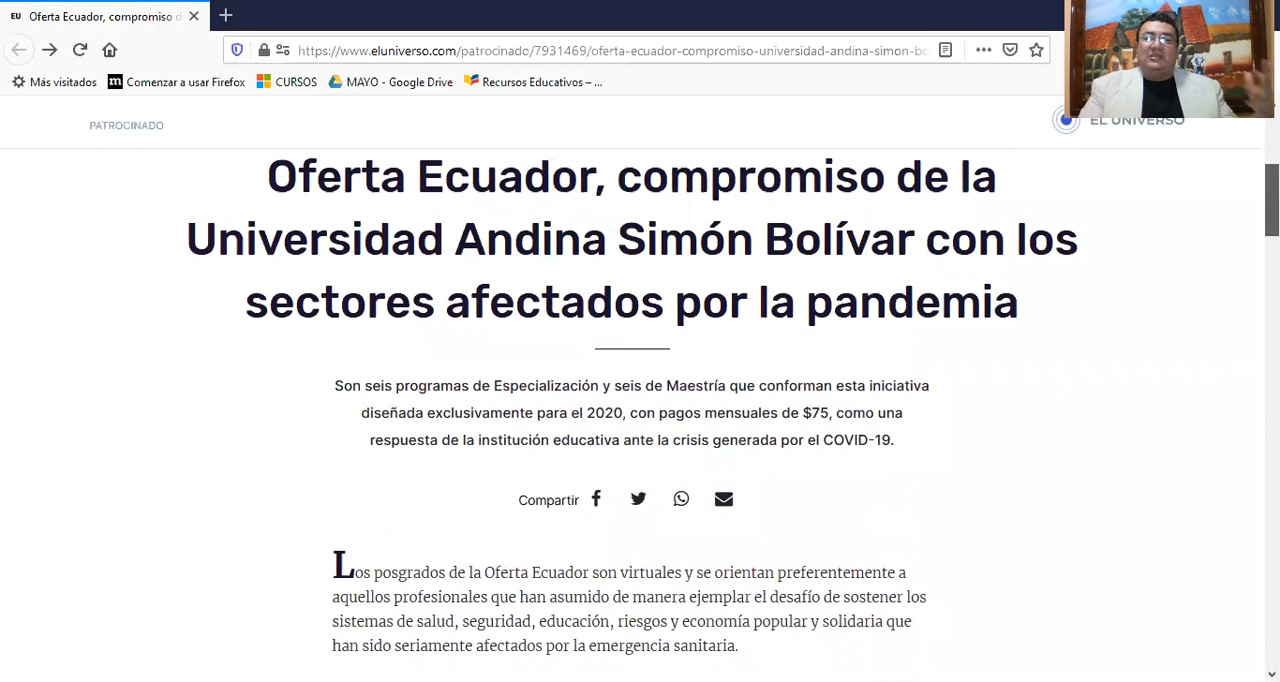 EU Oferta Ecuador, compromiso d
https://www.eluniverso.com/patrocinado/7931469/oferta-ecuador-compromiso-universidad-andina-simon-bo
Más visitados m Comenzar a usar Firefox CURSOS MAYO - Google Drive Recursos Educativos – ...
PATROCINADO
EL UNIVERSO
Oferta Ecuador, compromiso de la
Universidad Andina Simón Bolívar con los
sectores afectados por la pandemia
Son seis programas de Especialización y seis de Maestría que conforman esta iniciativa
diseñada exclusivamente para el 2020, con pagos mensuales de $75, como una
respuesta de la institución educativa ante la crisis generada por el COVID-19.
Compartir
Los posgrados de la Oferta Ecuador son virtuales y se orientan preferentemente a
aquellos profesionales que han asumido de manera ejemplar el desafío de sostener los
sistemas de salud, seguridad, educación, riesgos y economía popular y solidaria que
han sido seriamente afectados por la emergencia sanitaria.